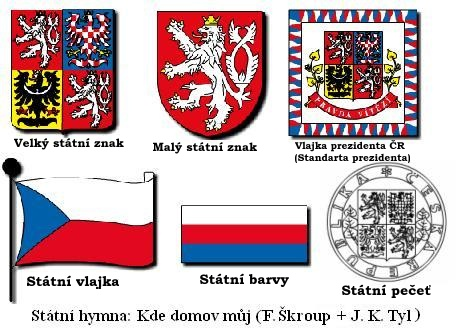 Velký státní znak
Malý státní znak
PRAVDA VÍTĚZÍ
Vlajka prezidenta ČR
(Standarta prezidenta)
Státní vlajka
Státní barvy
ČESKÁ REPUBLIKA
Státní pečeť
Státní hymna: Kde domov můj (F. Škroup + J. K. Tyl)